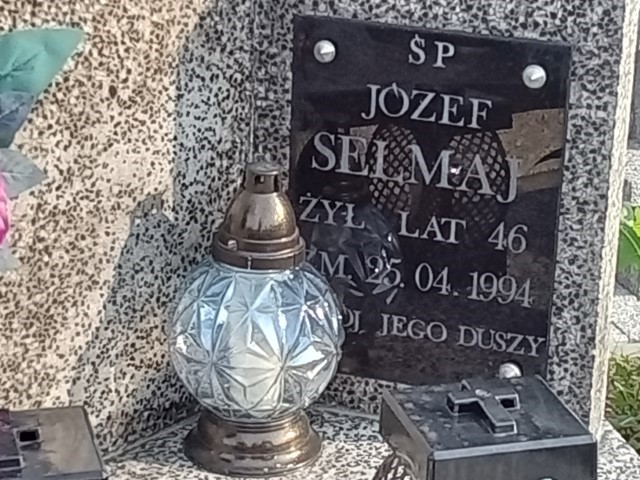 ŚP
JÓZEF
SELMAJ
ŻYŁ LAT 46
ZM. 25. 04. 1994
JEGO DUSZY